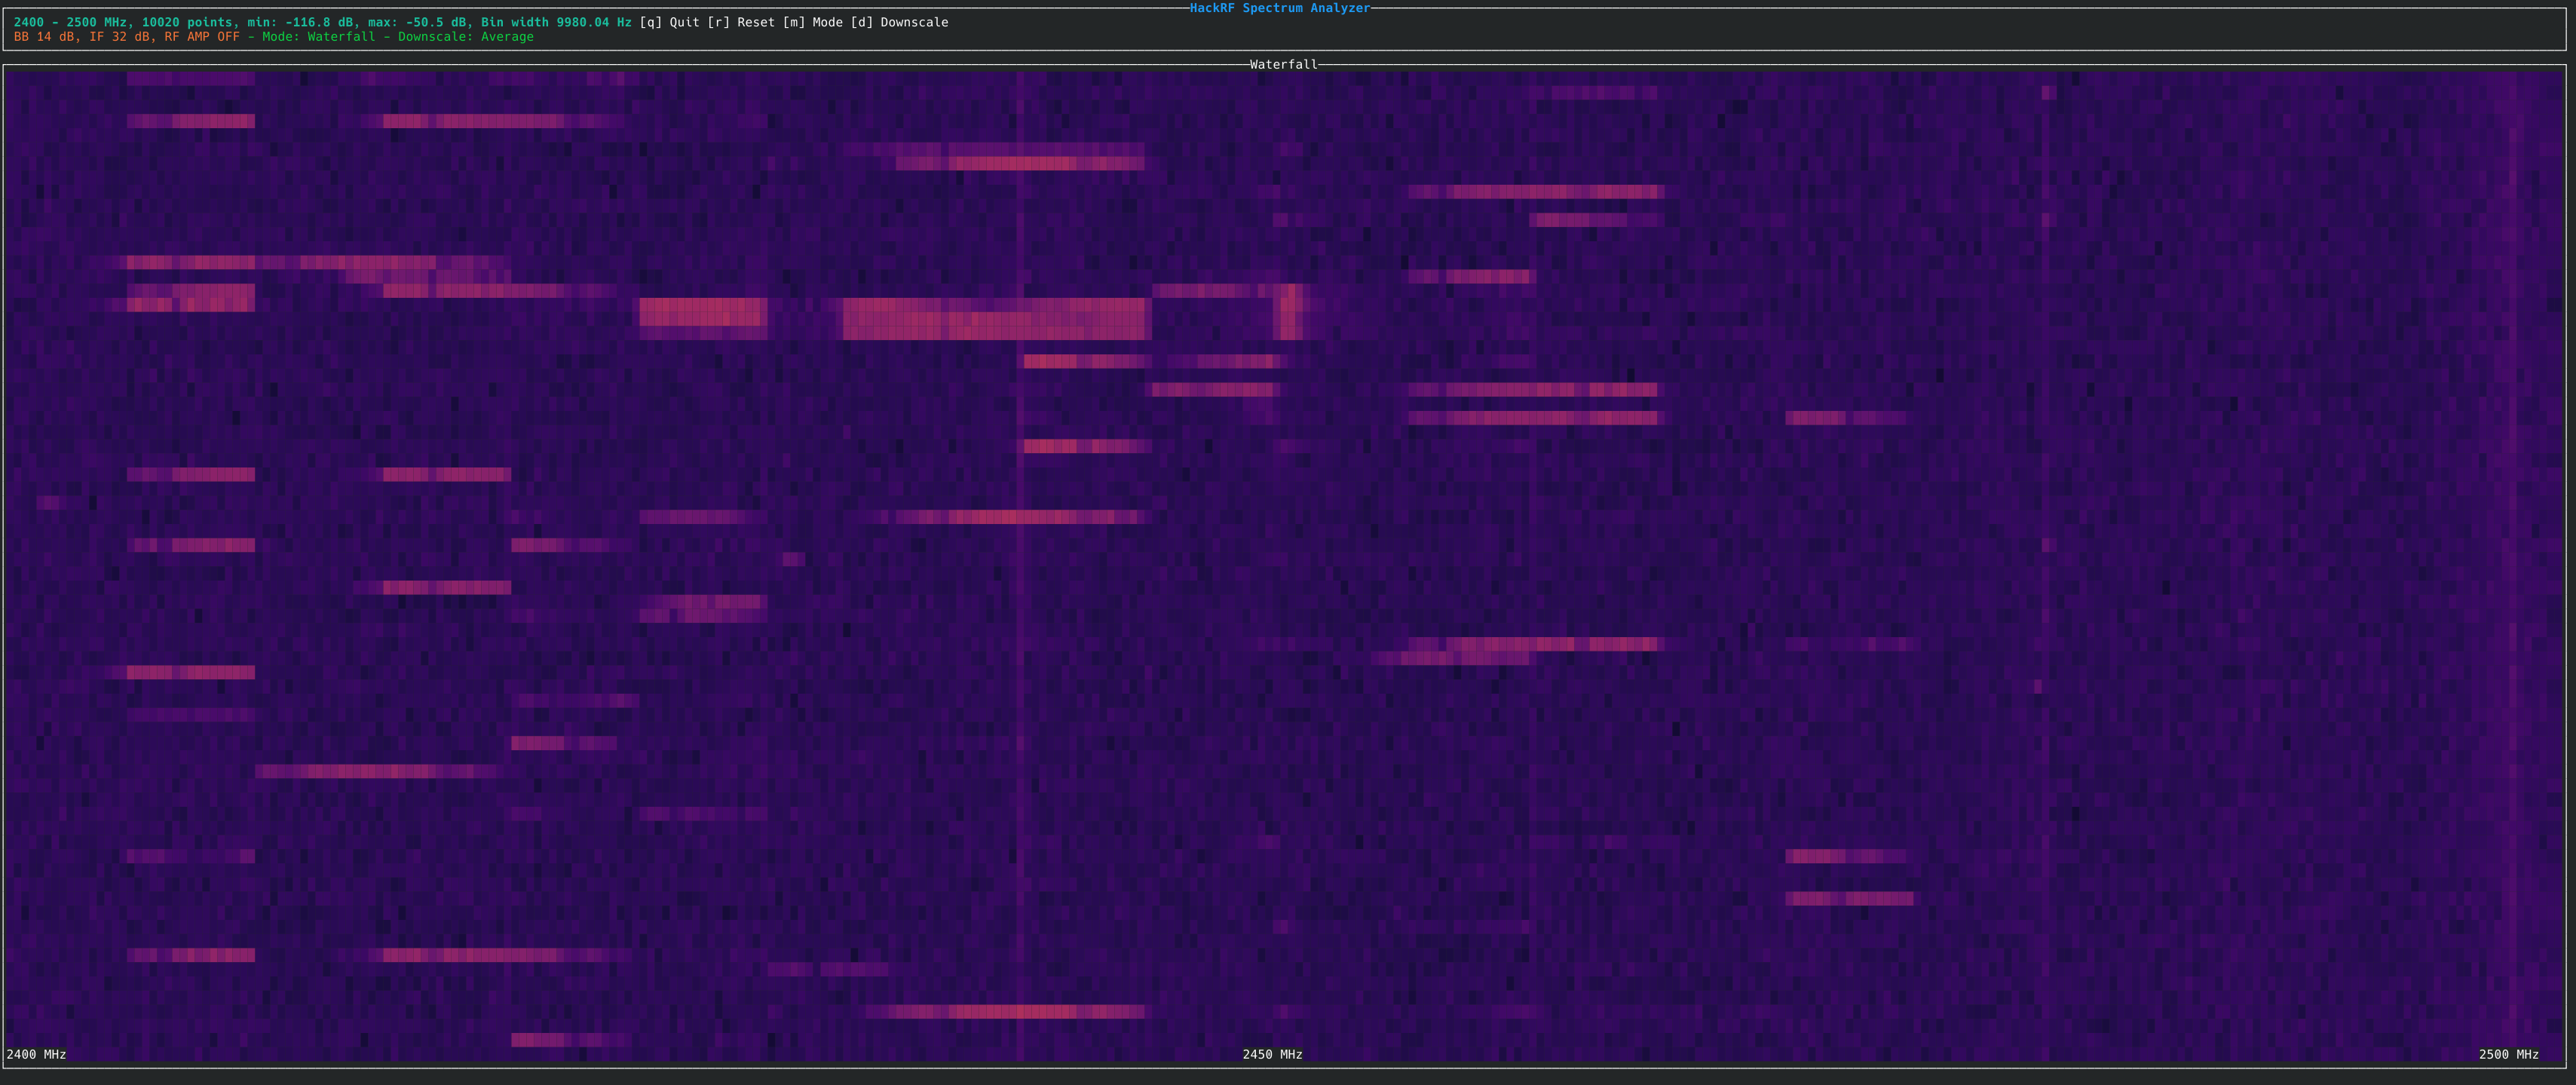 HackRF Spectrum Analyzer
2400 - 2500 MHz, 10020 points, min: -116.8 dB, max: -50.5 dB, Bin width 9980.04 Hz [q] Quit [r] Reset [m] Mode [d] Downscale
BB 14 dB, IF 32 dB, RF AMP OFF - Mode: Waterfall - Downscale: Average
Waterfall
2400 MHz 2450 MHz 2500 MHz